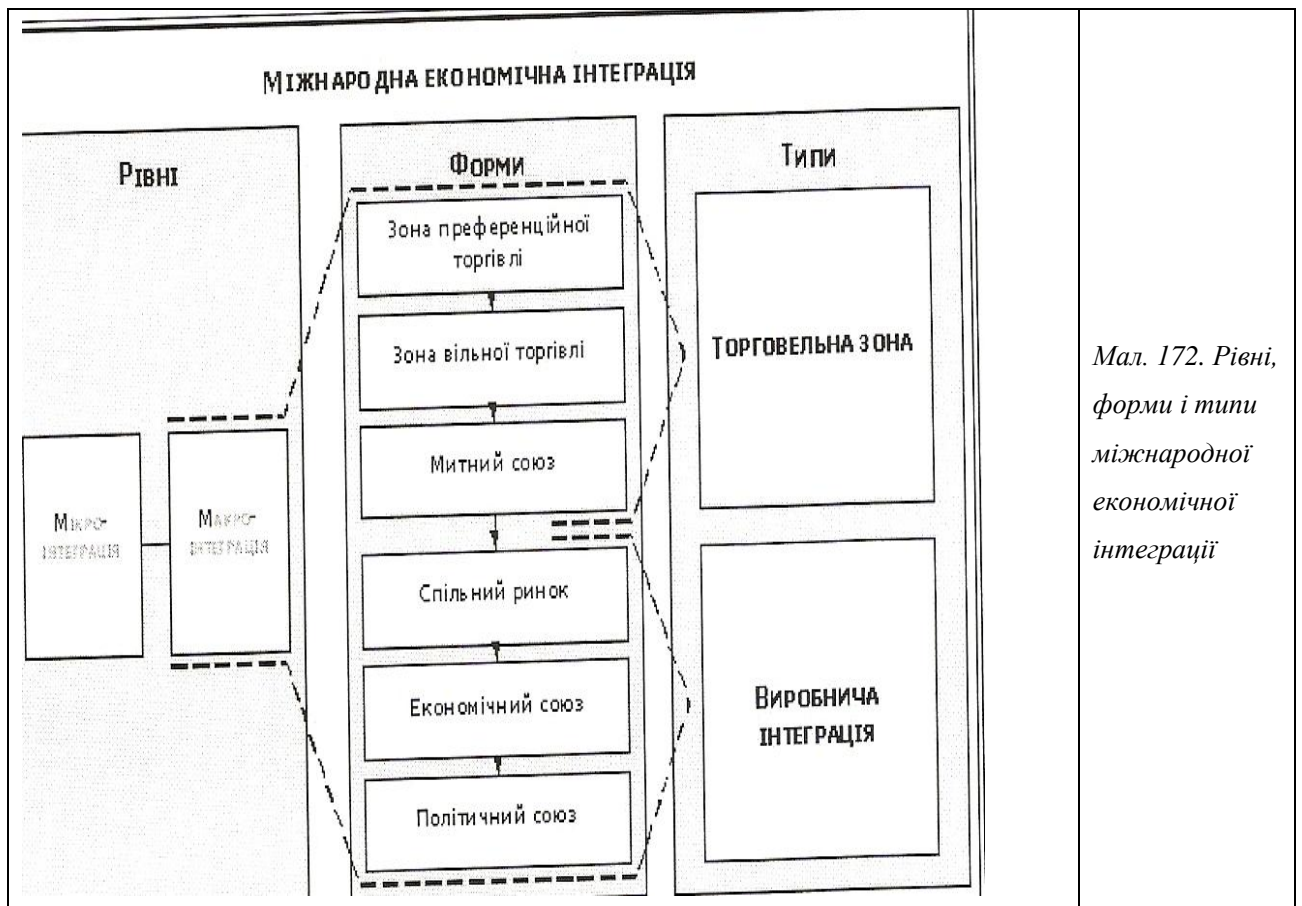 МІЖНАРОДНА ЕКОНОМІЧНА ІНТЕГРАЦІЯ
РІВНІ
МІКРО-
ІНТЕГРАЦІЯ
МАКРО-
ІНТЕГРАЦІЯ
ФОРМИ
Зона преференційної
торгівлі
Зона вільної торгівлі
Митний союз
Спільний ринок
Економічний союз
Політичний союз
ТИПИ
ТОРГОВЕЛЬНА ЗОНА
ВИРОБНИЧА
ІНТЕГРАЦІЯ
Мал. 172. Рівні,
форми і типи
міжнародної
економічної
інтеграції